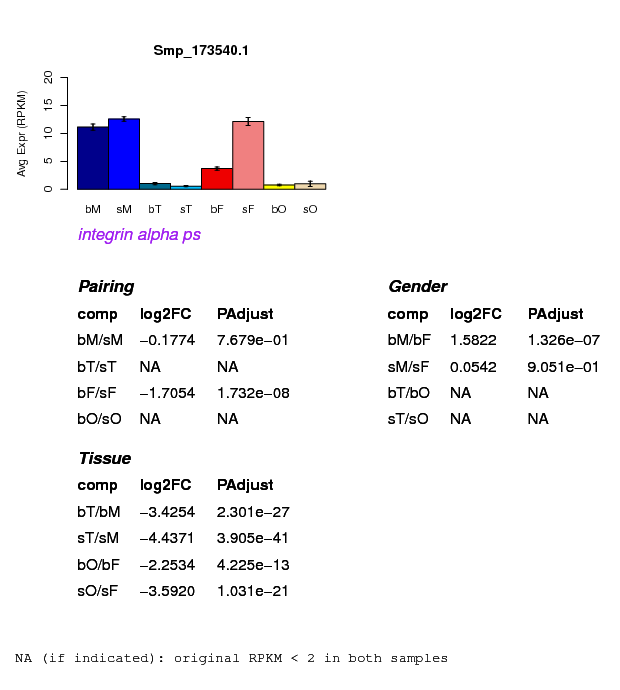 Smp_173540.1
Avg Expr (RPKM)
20
15
10
5
0
bM sM bT sT bF sF bO sO
integrin alpha ps
Pairing
comp log2FC PAdjust
bM/sM −0.1774 7.679e−01
bT/sT NA NA
bF/sF −1.7054 1.732e−08
bO/sO NA NA
Gender
comp log2FC PAdjust
bM/bF 1.5822 1.326e−07
sM/sF 0.0542 9.051e−01
bT/bO NA NA
sT/sO NA NA
Tissue
comp log2FC PAdjust
bT/bM −3.4254 2.301e−27
sT/sM −4.4371 3.905e−41
bO/bF −2.2534 4.225e−13
sO/sF −3.5920 1.031e−21
NA (if indicated): original RPKM < 2 in both samples